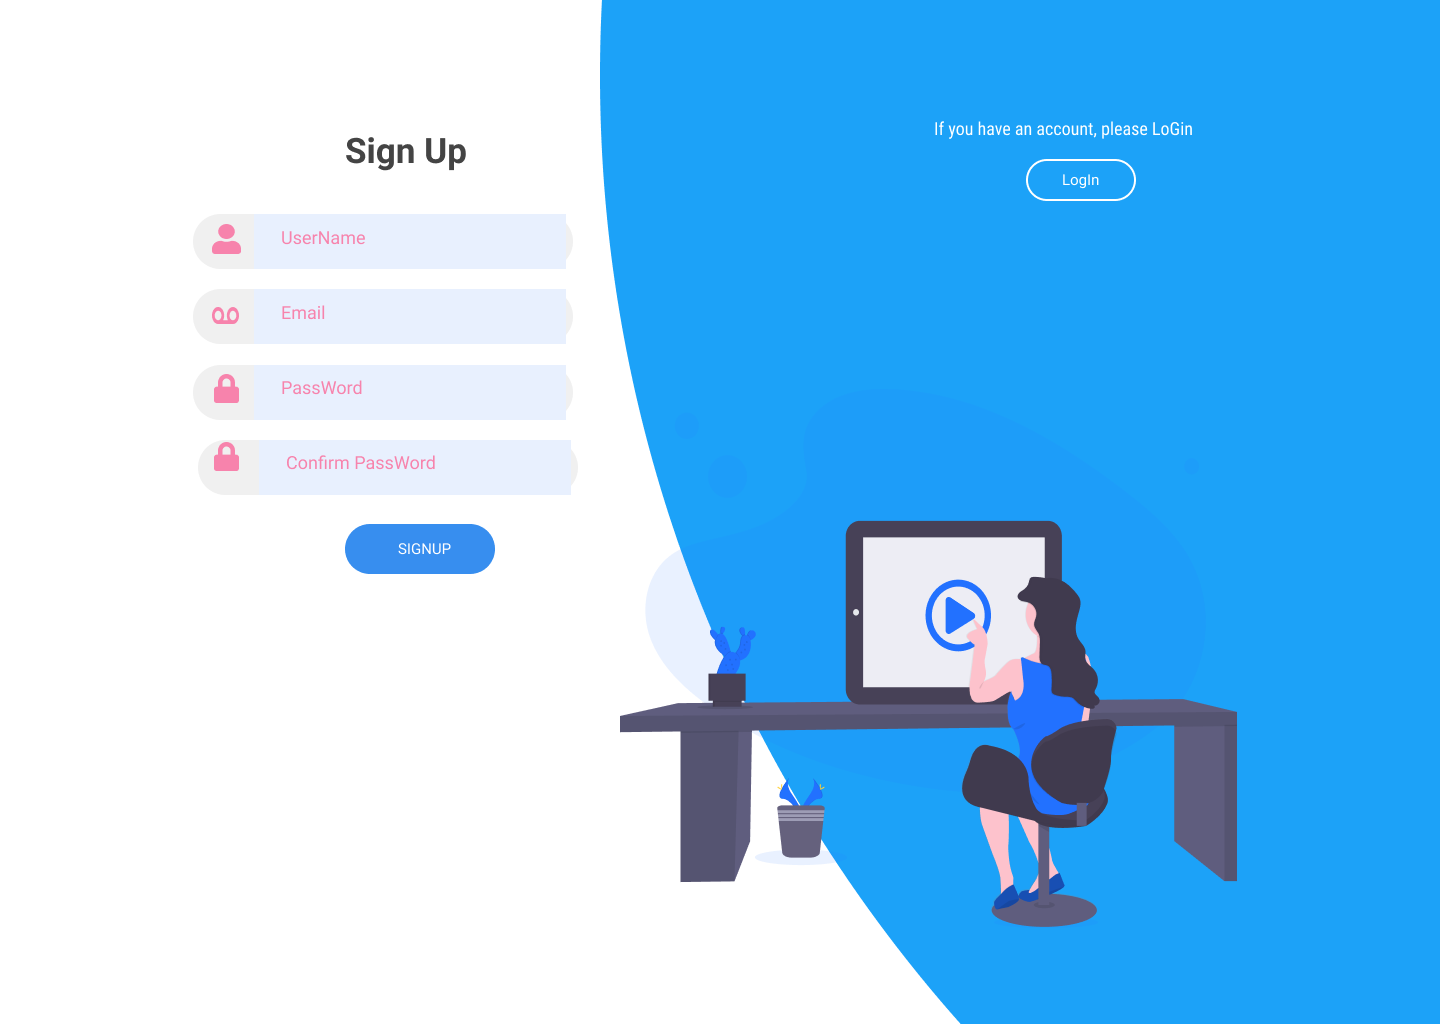 Sign Up
UserName
Email
PassWord
Confirm PassWord
SIGNUP
If you have an account, please LoGin
LogIn